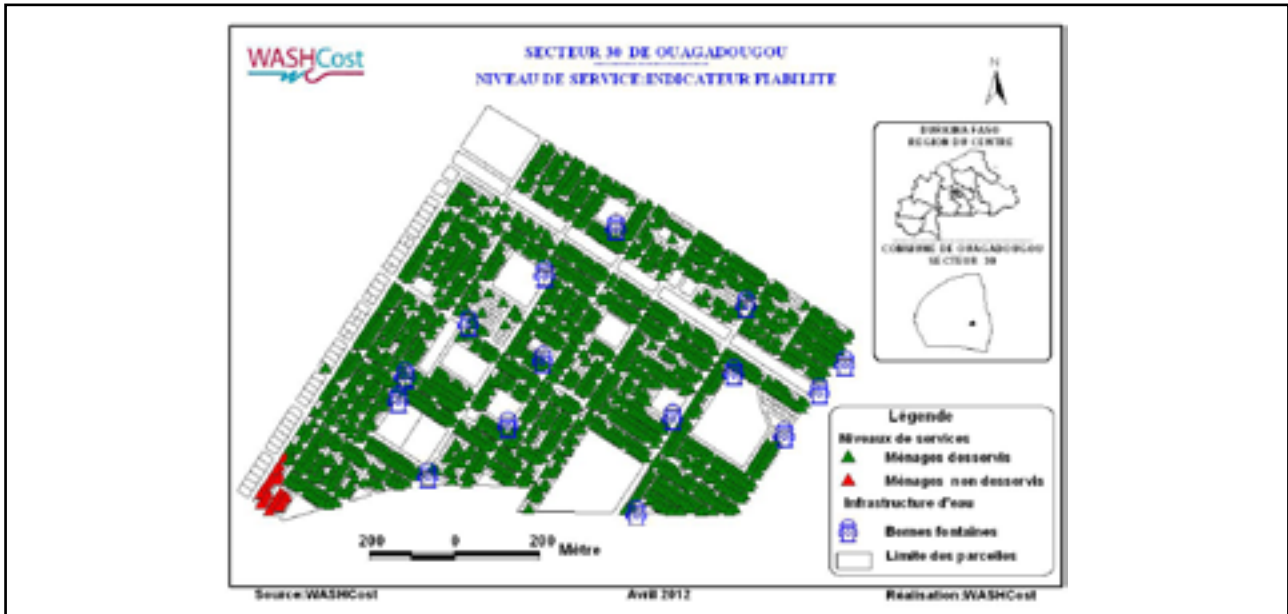 WASHCost
SECTEUR 30 DE OUAGADOUGOU
NIVEAU DE SERVICE:INDICATEUR FIABILITE
N
BURKINA FASO
REGION DU CENTRE
COMMUNE DE OUAGADOUGOU
SECTEUR 30
Légende
Niveaux de services
Ménages desservis
Ménages non desservis
Infrastructure d'eau
Bornes fontaines
Limite des parcelles
200 0 200 Mètre
Source:WASHCost Avril 2012 Réalisation:WASHCost